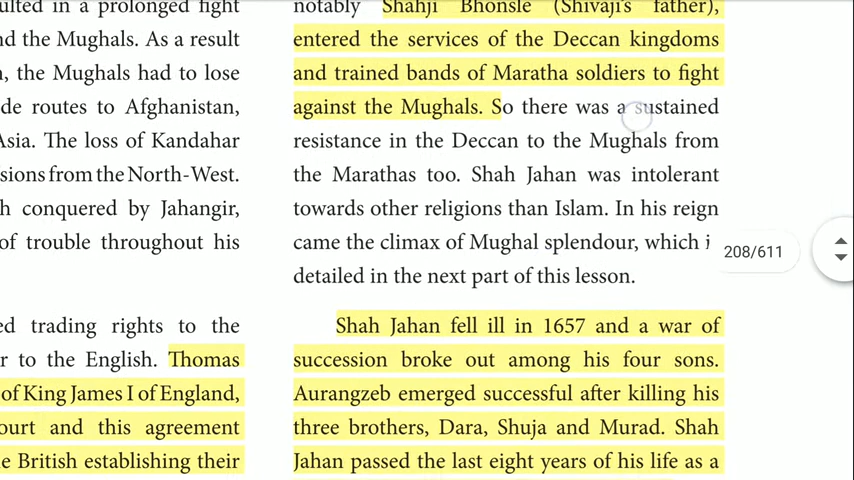 ulted in a prolonged fight
nd the Mughals. As a result
, the Mughals had to lose
de routes to Afghanistan,
Asia. The loss of Kandahar
sions from the North-West.
h conquered by Jahangir,
of trouble throughout his
ed trading rights to the
r to the English. Thomas
of King James I of England,
ourt and this agreement
e British establishing their
notably Shahji Bhonsle (Shivaji's father),
entered the services of the Deccan kingdoms
and trained bands of Maratha soldiers to fight
against the Mughals. So there was a sustained
resistance in the Deccan to the Mughals from
the Marathas too. Shah Jahan was intolerant
towards other religions than Islam. In his reign
came the climax of Mughal splendour, which i
detailed in the next part of this lesson.
Shah Jahan fell ill in 1657 and a war of
succession broke out among his four sons.
Aurangzeb emerged successful after killing his
three brothers, Dara, Shuja and Murad. Shah
Jahan passed the last eight years of his life as a
208/611